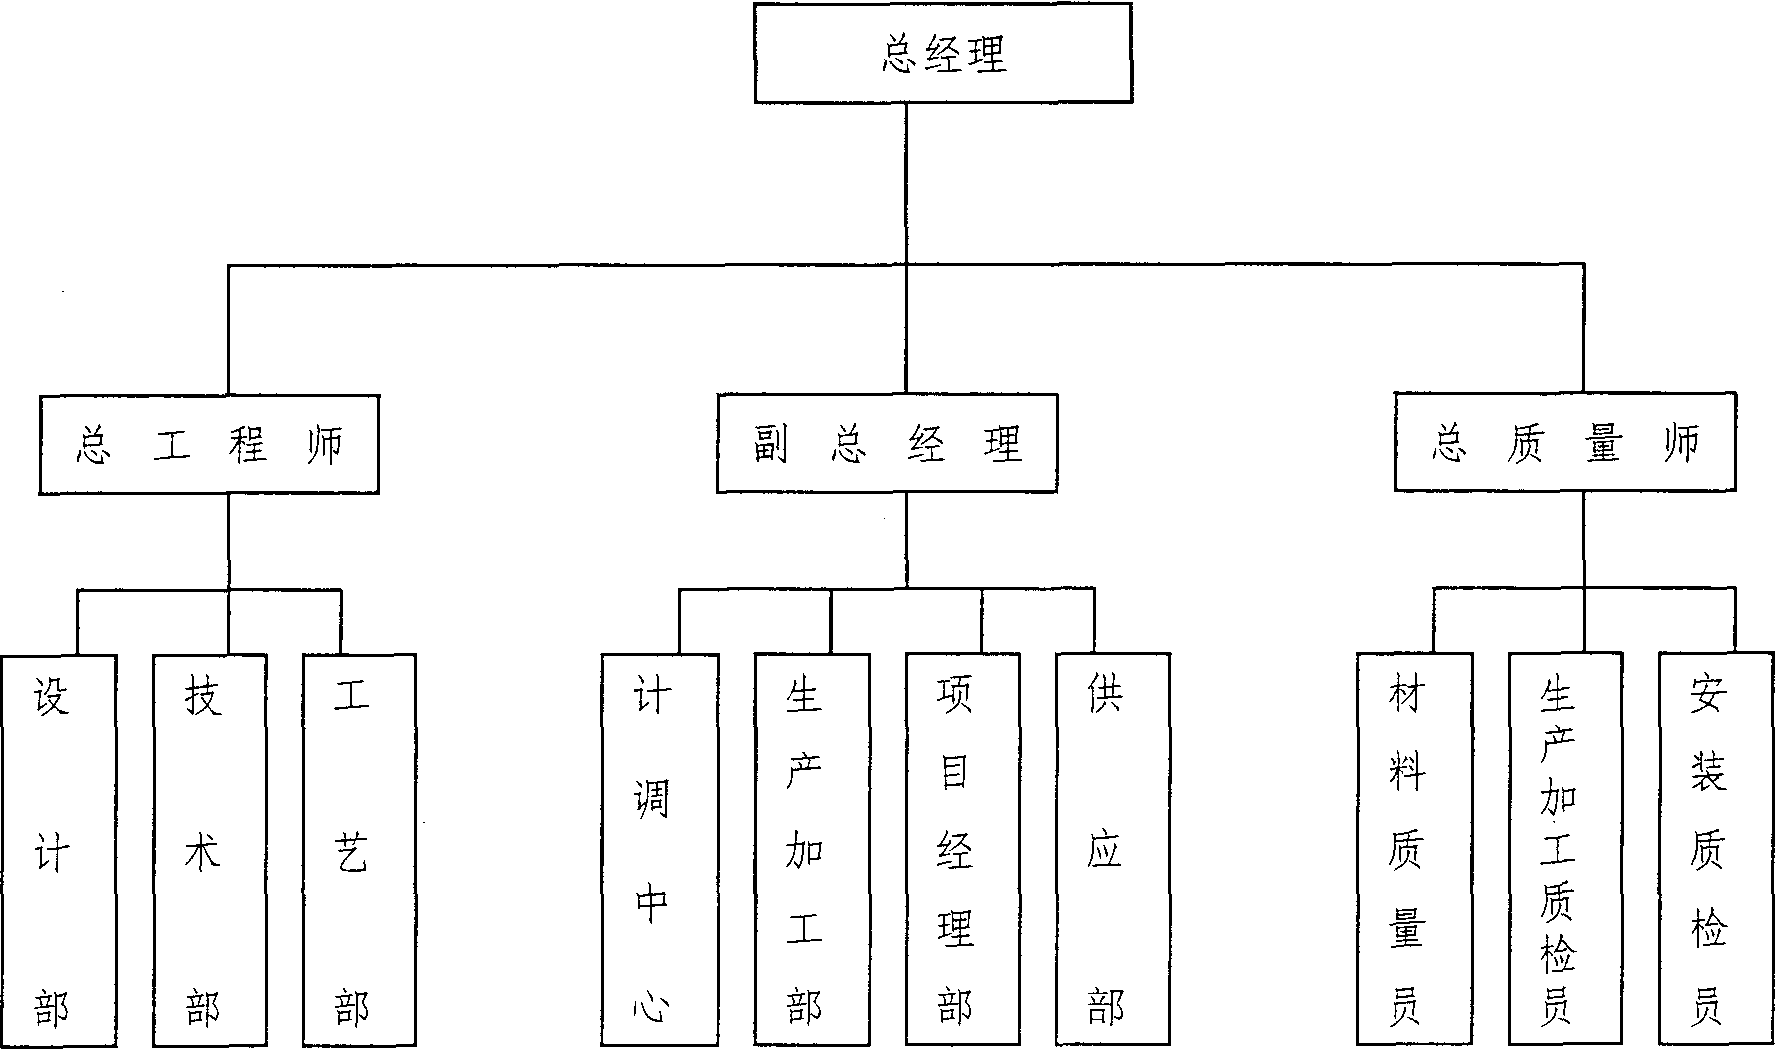 总经理
总工程师
副总经理
总质量师
设计部
技术部
工艺部
计调中心
生产加工部
项目经理部
供应部
材料质量员
生产加工质检员
安装质检员